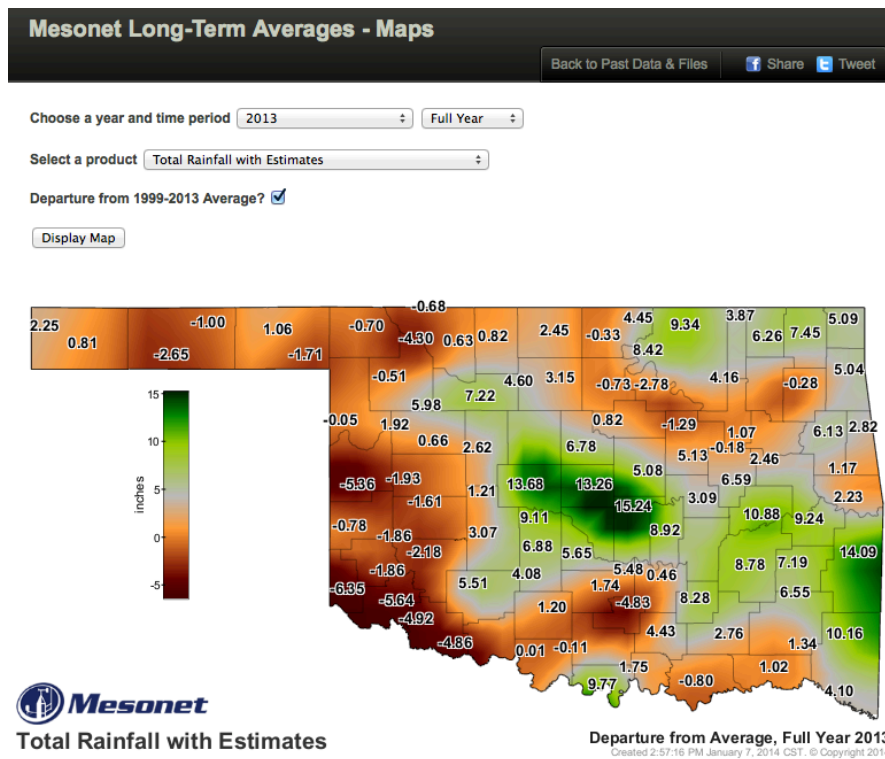 Mesonet Long-Term Averages - Maps
Back to Past Data & Files Share Tweet
Choose a year and time period 2013 Full Year
Select a product Total Rainfall with Estimates
Departure from 1999-2013 Average?
Display Map
-0.68
2.25 0.81 -1.00 1.06 -0.70 -4.30 0.63 0.82 2.45 -0.33 4.45 9.34 3.87 6.26 7.45 5.09
-2.65 -1.71 8.42
-0.51 4.60 3.15 -0.73 -2.78 4.16 -0.28 5.04
5.98 7.22
-0.05 1.92 0.82 -1.29 1.07 6.13 2.82
0.66 2.62 6.78 5.13 -0.18 2.46
-5.36 -1.93 13.68 13.26 5.08 6.59 1.17
-1.61 1.21 15.24 3.09 2.23
-0.78 3.07 9.11 8.92 10.88 9.24
-1.86 6.88 5.65 14.09
-2.18 8.78 7.19
-1.86 4.08 5.48 0.46
-6.35 5.51 1.74 6.55
-5.64 1.20 -4.83 8.28
-4.92 4.43 2.76 10.16
-4.86 0.01 -0.11 1.34
1.75 1.02
9.77 -0.80 4.10
15
10
5
0
-5
inches
Mesonet
Total Rainfall with Estimates
Departure from Average, Full Year 2013
Created 2:57:16 PM January 7, 2014 CST. © Copyright 2014